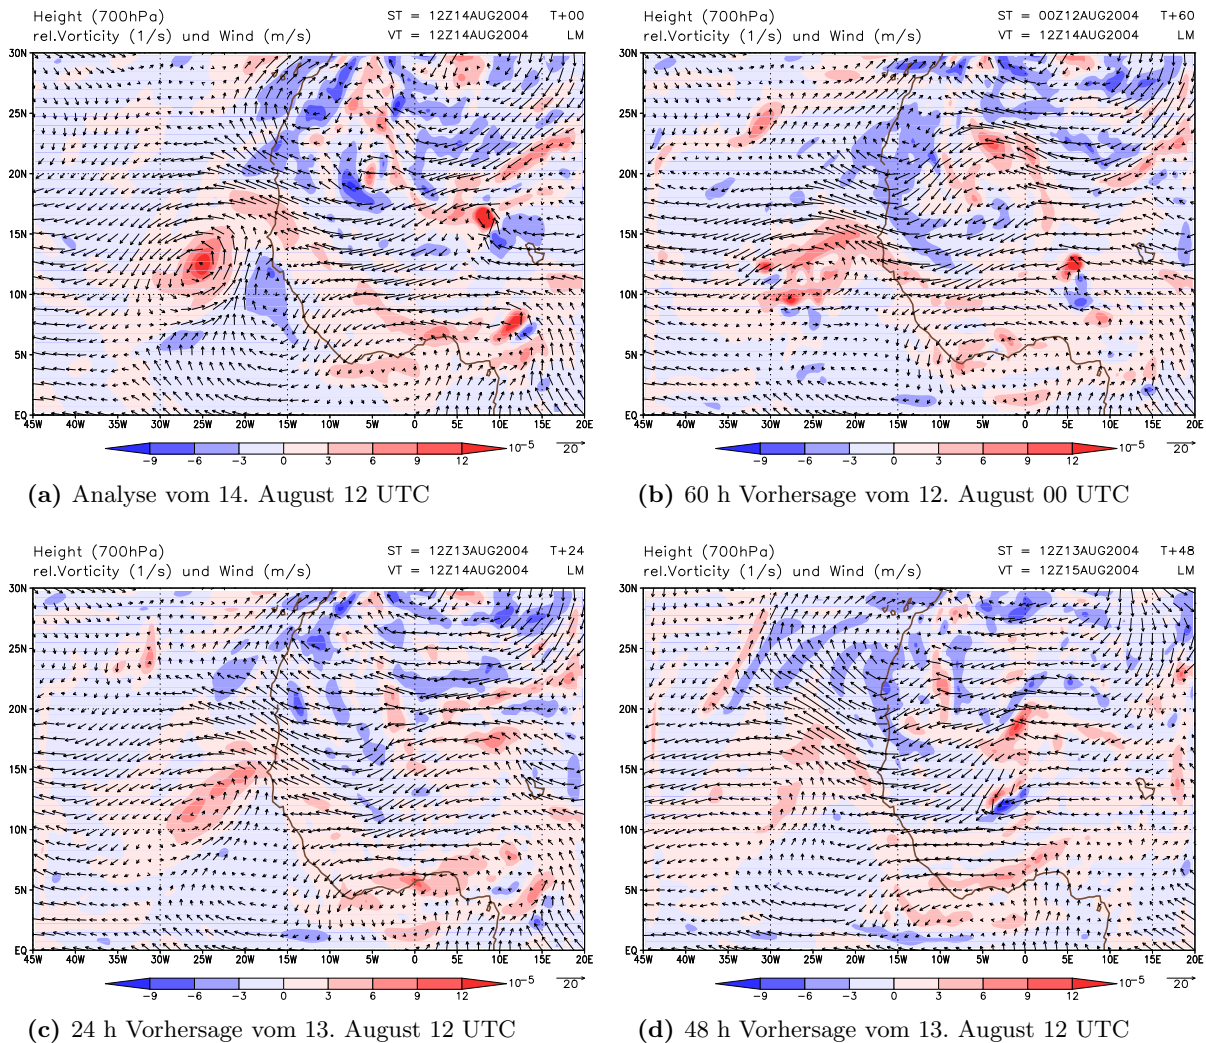 Height (700hPa) ST = 12Z14AUG2004 T+00
rel.Vorticity (1/s) und Wind (m/s) VT = 12Z14AUG2004 LM
30N
25N
20N
15N
10N
5N
EQ
45W 40W 35W 30W 25W 20W 15W 10W 5W 0 5E 10E 15E 20E
-9 -6 -3 0 3 6 9 12 10⁻⁵ 20
(a) Analyse vom 14. August 12 UTC
Height (700hPa) ST = 00Z12AUG2004 T+60
rel.Vorticity (1/s) und Wind (m/s) VT = 12Z14AUG2004 LM
30N
25N
20N
15N
10N
5N
EQ
45W 40W 35W 30W 25W 20W 15W 10W 5W 0 5E 10E 15E 20E
-9 -6 -3 0 3 6 9 12 10⁻⁵ 20
(b) 60 h Vorhersage vom 12. August 00 UTC
Height (700hPa) ST = 12Z13AUG2004 T+24
rel.Vorticity (1/s) und Wind (m/s) VT = 12Z14AUG2004 LM
30N
25N
20N
15N
10N
5N
EQ
45W 40W 35W 30W 25W 20W 15W 10W 5W 0 5E 10E 15E 20E
-9 -6 -3 0 3 6 9 12 10⁻⁵ 20
(c) 24 h Vorhersage vom 13. August 12 UTC
Height (700hPa) ST = 12Z13AUG2004 T+48
rel.Vorticity (1/s) und Wind (m/s) VT = 12Z15AUG2004 LM
30N
25N
20N
15N
10N
5N
EQ
45W 40W 35W 30W 25W 20W 15W 10W 5W 0 5E 10E 15E 20E
-9 -6 -3 0 3 6 9 12 10⁻⁵ 20
(d) 48 h Vorhersage vom 13. August 12 UTC